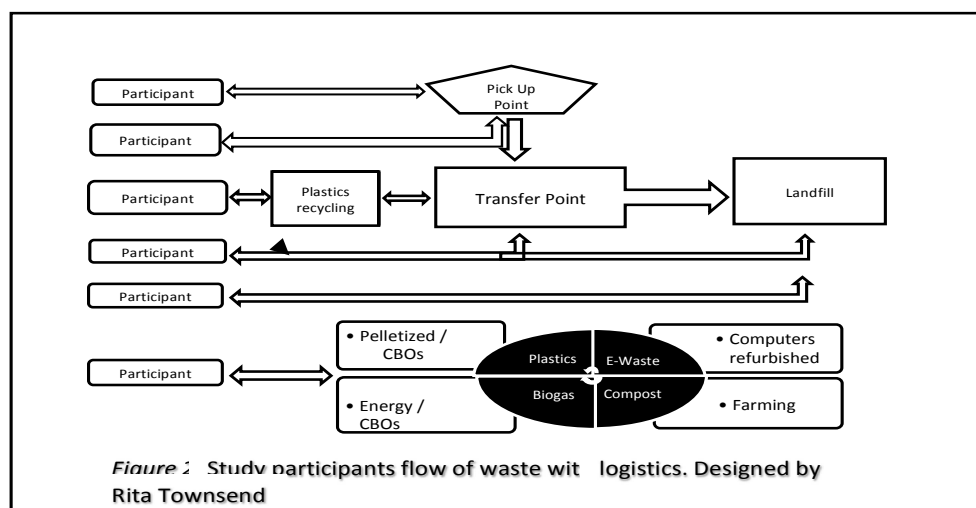 Participant
Pick Up
Point
Participant
Participant
Plastics
recycling
Transfer Point
Landfill
Participant
Participant
• Pelletized /
CBOs
Plastics
E-Waste
• Computers
refurbished
Participant
• Energy /
CBOs
Biogas
Compost
• Farming
Figure Study participants flow of waste logistics. Designed by
Rita Townsend